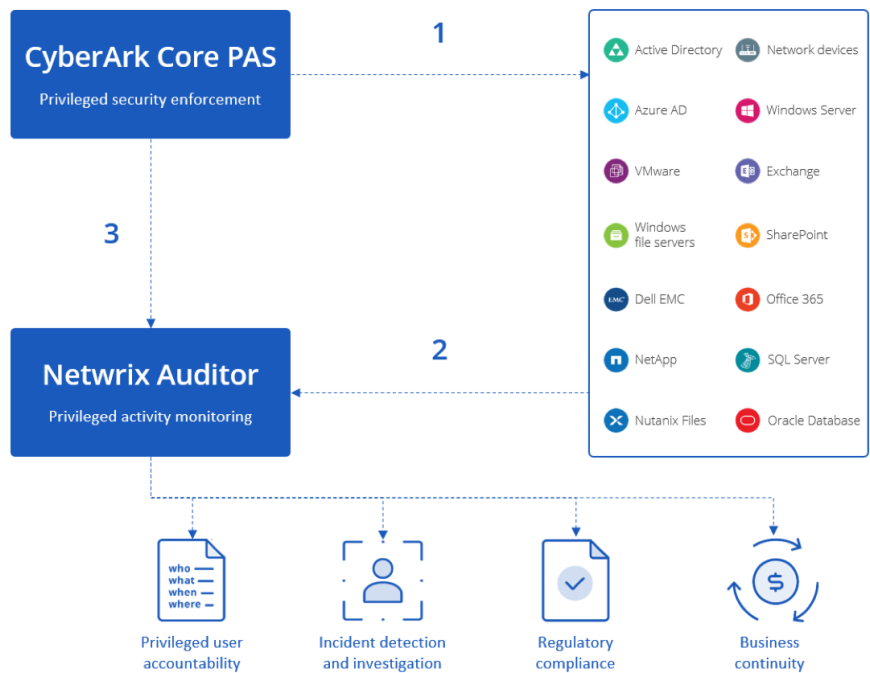 CyberArk Core PAS
Privileged security enforcement
1
Active Directory
Network devices
Azure AD
Windows Server
VMware
Exchange
Windows
file servers
SharePoint
EMC
Dell EMC
Office 365
NetApp
SQL Server
Nutanix Files
Oracle Database
3
2
Netwrix Auditor
Privileged activity monitoring
who
what
when
where
$
Privileged user
accountability
Incident detection
and investigation
Regulatory
compliance
Business
continuity